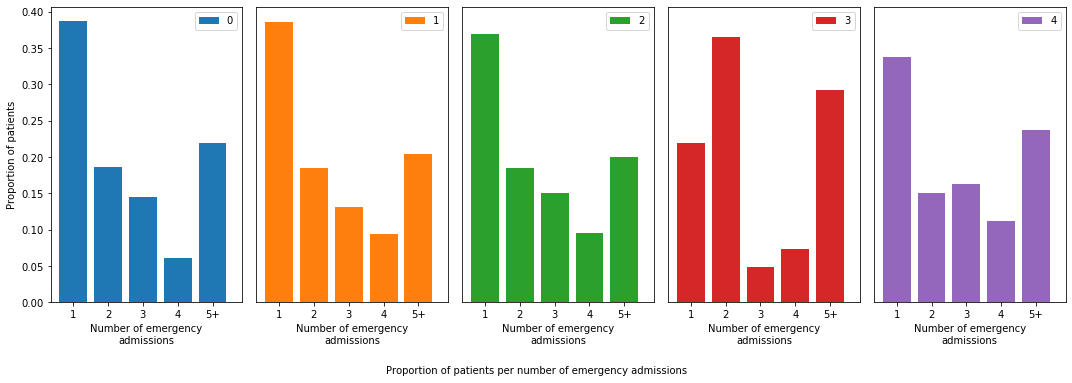 0.40
0.35
0.30
0.25
0.20
0.15
0.10
0.05
0.00
Proportion of patients
0
1
2
3
4
1 2 3 4 5+
1 2 3 4 5+
1 2 3 4 5+
1 2 3 4 5+
1 2 3 4 5+
Number of emergency
admissions
Number of emergency
admissions
Number of emergency
admissions
Number of emergency
admissions
Number of emergency
admissions
Proportion of patients per number of emergency admissions